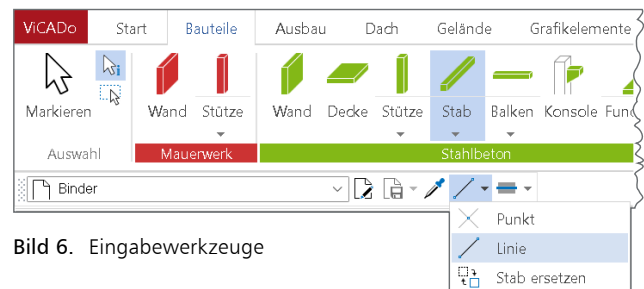 ViCADo Start Bauteile Ausbau Dach Gelände Grafikelemente
Markieren Wand Stütze Wand Decke Stütze Stab Balken Konsole
Auswahl Mauerwerk Stahlbeton
Binder
Punkt
Linie
Stab ersetzen
Bild 6. Eingabewerkzeuge